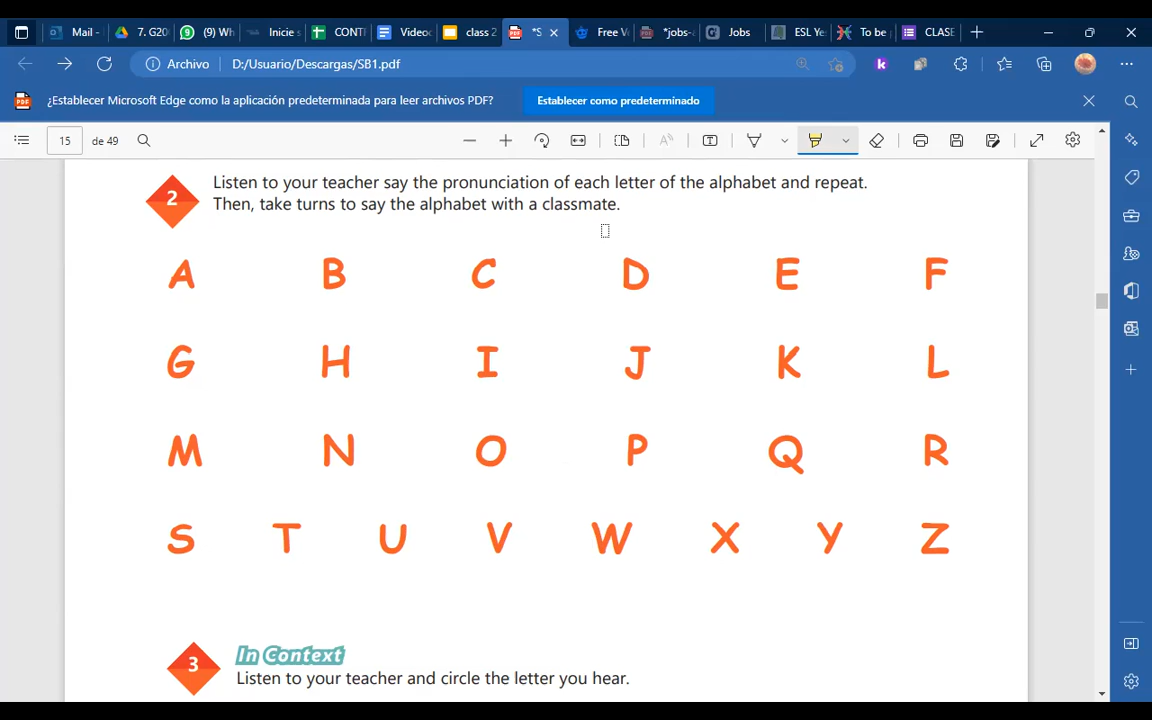 Mail -
7. G20
9
(9) Wh
Inicie s
CONT
Videoc
class 2
*S
Free V
*jobs-
Jobs
ESL Ye
To be p
CLASE
Archivo
D:/Usuario/Descargas/SB1.pdf
k
PDF
¿Establecer Microsoft Edge como la aplicación predeterminada para leer archivos PDF?
Establecer como predeterminado
15 de 49
2
Listen to your teacher say the pronunciation of each letter of the alphabet and repeat.
Then, take turns to say the alphabet with a classmate.
A B C D E F
G H I J K L
M N O P Q R
S T U V W X Y Z
3
In Context
Listen to your teacher and circle the letter you hear.